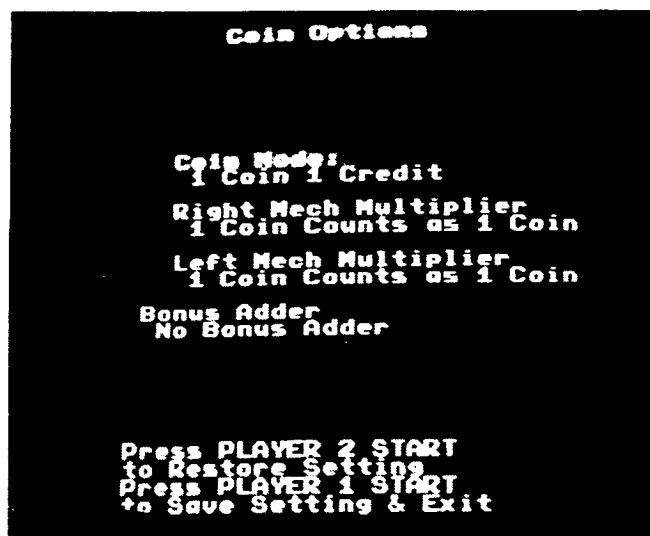 Coin Options
Coin Mode:
1 Coin 1 Credit
Right Mech Multiplier
1 Coin Counts as 1 Coin
Left Mech Multiplier
1 Coin Counts as 1 Coin
Bonus Adder
No Bonus Adder
Press PLAYER 2 START
to Restore Setting
Press PLAYER 1 START
to Save Setting & Exit